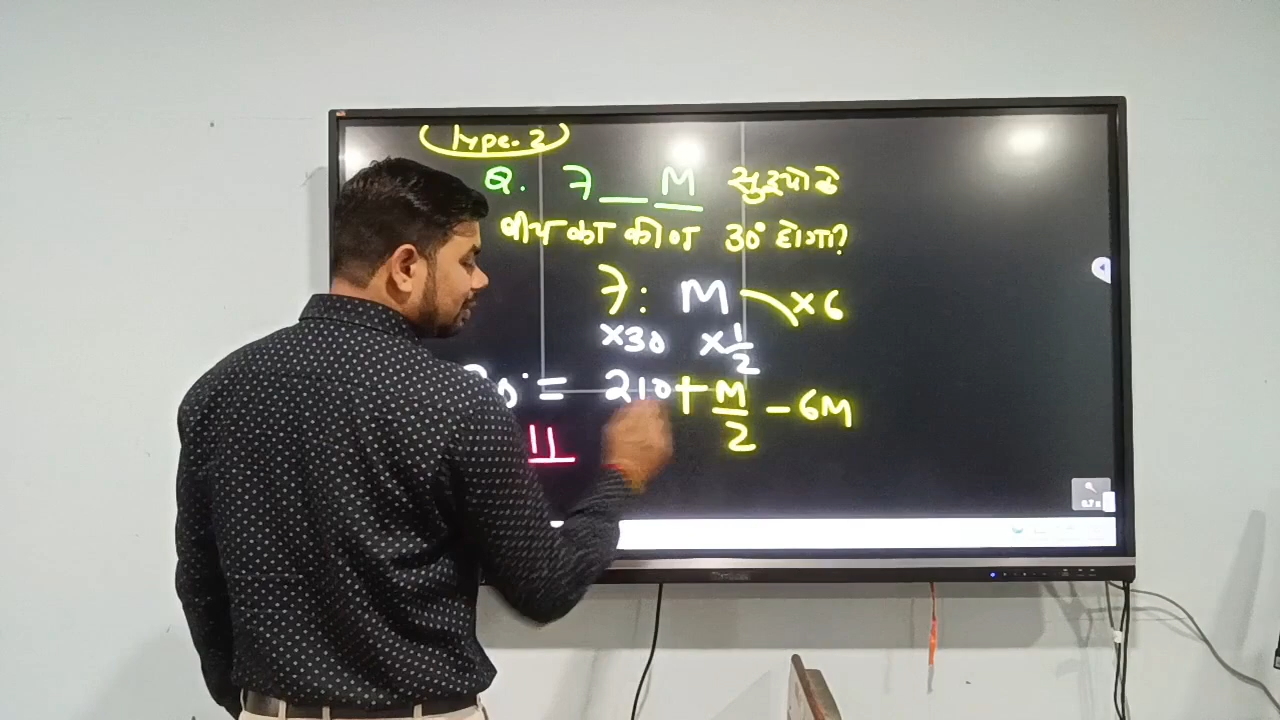 Type. 2
Q. 7 __ M सुइयो के
बीच का कोण 30° होगा?
7 : M ×6
×30 ×1/2
= 210 + M/2 - 6M
11